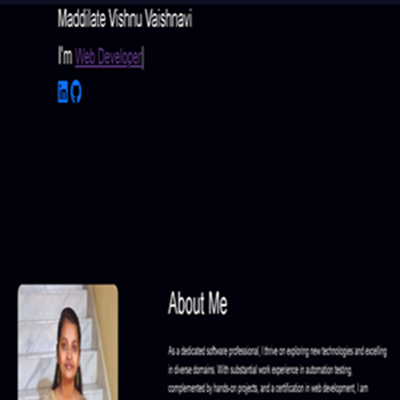 Maddilate Vishnu Vaishnavi
I'm Web Developer
in
About Me
As a dedicated software professional, I thrive on exploring new technologies and excelling
in diverse domains. With substantial work experience in automation testing,
complemented by hands-on projects, and a certification in web development, I am